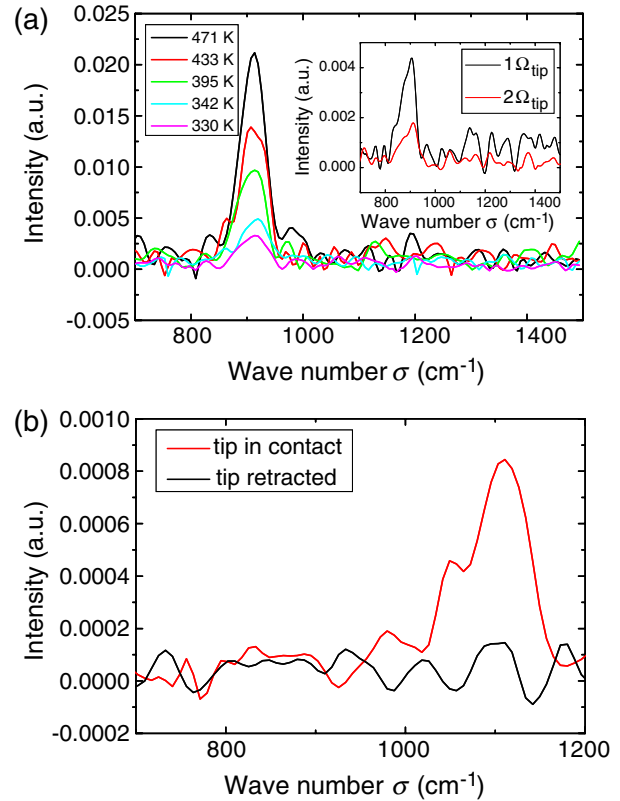 (a)
471 K
433 K
395 K
342 K
330 K
Intensity (a.u.)
0.025
0.020
0.015
0.010
0.005
0.000
-0.005
800 1000 1200 1400
Wave number σ (cm-1)
1Ωtip
2Ωtip
Intensity (a.u.)
0.004
0.002
0.000
800 1000 1200 1400
Wave number σ (cm-1)
(b)
tip in contact
tip retracted
Intensity (a.u.)
0.0010
0.0008
0.0006
0.0004
0.0002
0.0000
-0.0002
800 1000 1200
Wave number σ (cm-1)